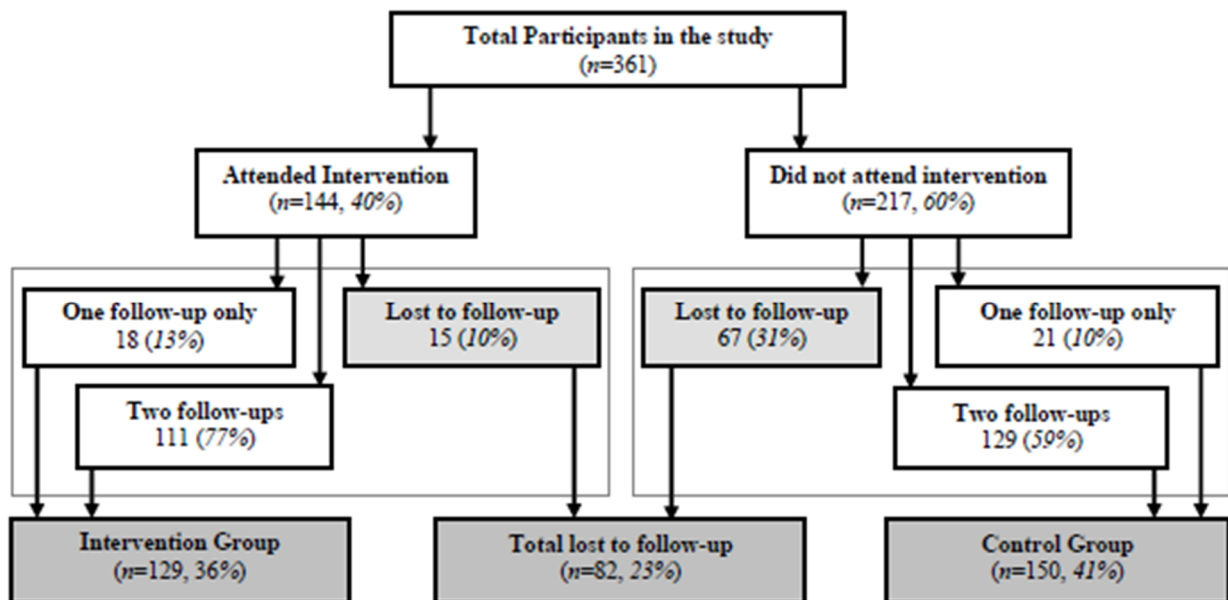 Total Participants in the study
(n=361)
Attended Intervention
(n=144, 40%)
Did not attend intervention
(n=217, 60%)
One follow-up only
18 (13%)
Lost to follow-up
15 (10%)
Lost to follow-up
67 (31%)
One follow-up only
21 (10%)
Two follow-ups
111 (77%)
Two follow-ups
129 (59%)
Intervention Group
(n=129, 36%)
Total lost to follow-up
(n=82, 23%)
Control Group
(n=150, 41%)